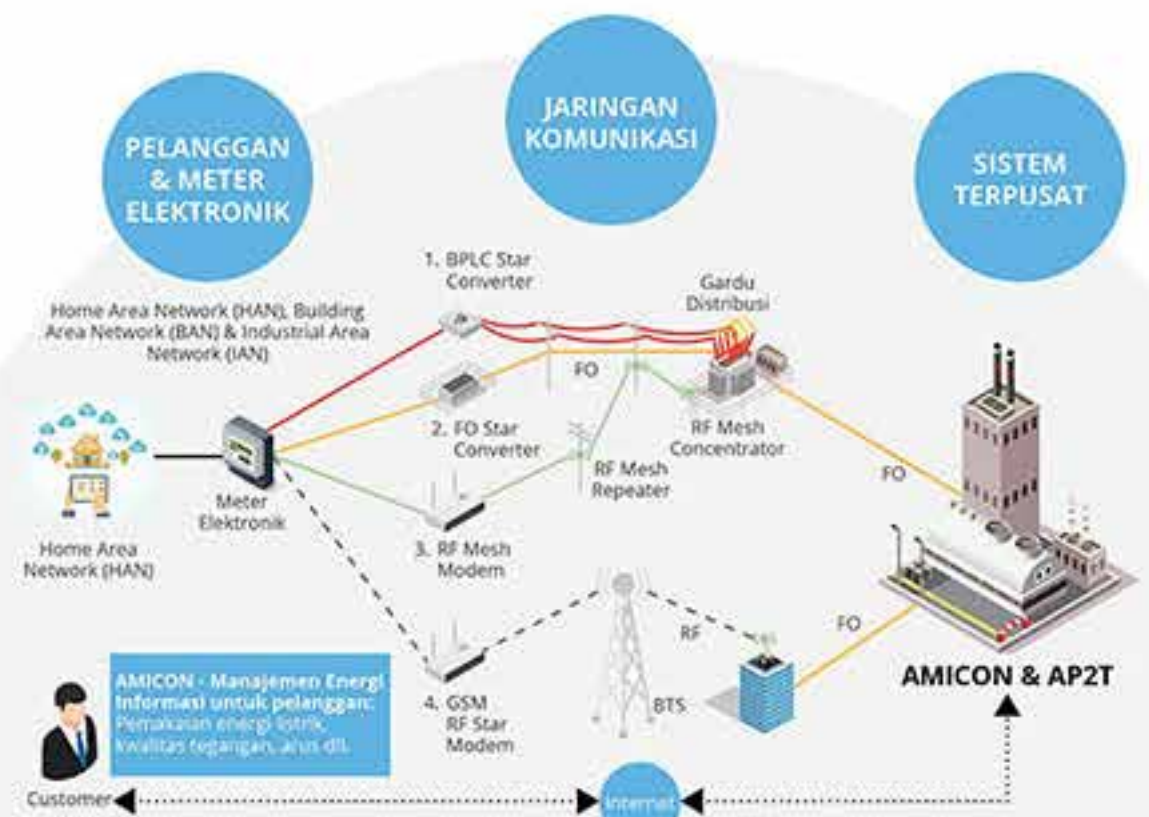 PELANGGAN
& METER
ELEKTRONIK
JARINGAN
KOMUNIKASI
SISTEM
TERPUSAT
Home Area Network (HAN), Building
Area Network (BAN) & Industrial Area
Network (IAN)
1. BPLC Star
Converter
Gardu
Distribusi
FO
2. FO Star
Converter
RF Mesh
Concentrator
RF Mesh
Repeater
FO
Meter
Elektronik
Home Area
Network (HAN)
3. RF Mesh
Modem
RF
FO
BTS
4. GSM
RF Star
Modem
AMICON & AP2T
AMICON - Manajemen Energi
Informasi untuk pelanggan:
Pemakaian energi listrik,
kwalitas tegangan, arus dll.
Customer
Internet